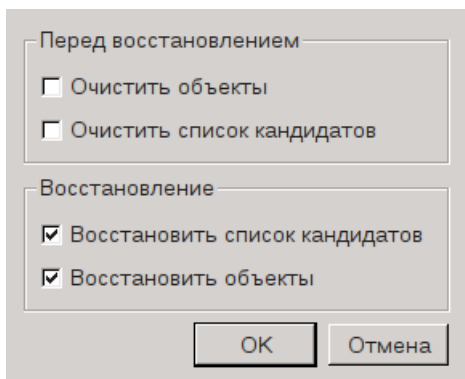 Перед восстановлением
Очистить объекты
Очистить список кандидатов
Восстановление
Восстановить список кандидатов
Восстановить объекты
OK Отмена